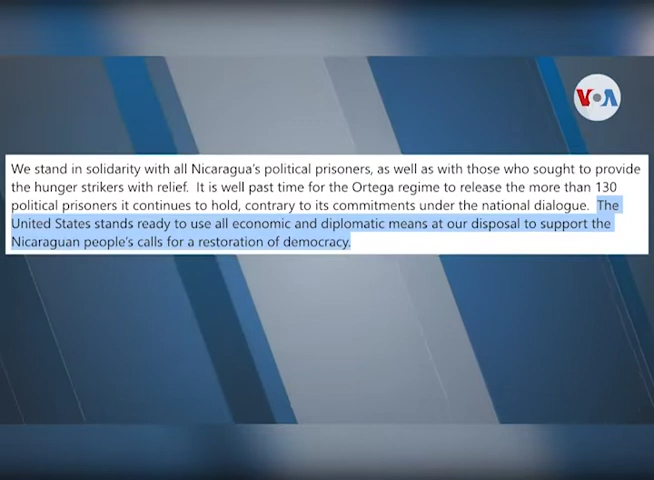 VOA
We stand in solidarity with all Nicaragua's political prisoners, as well as with those who sought to provide
the hunger strikers with relief.  It is well past time for the Ortega regime to release the more than 130
political prisoners it continues to hold, contrary to its commitments under the national dialogue.  The
United States stands ready to use all economic and diplomatic means at our disposal to support the
Nicaraguan people's calls for a restoration of democracy.